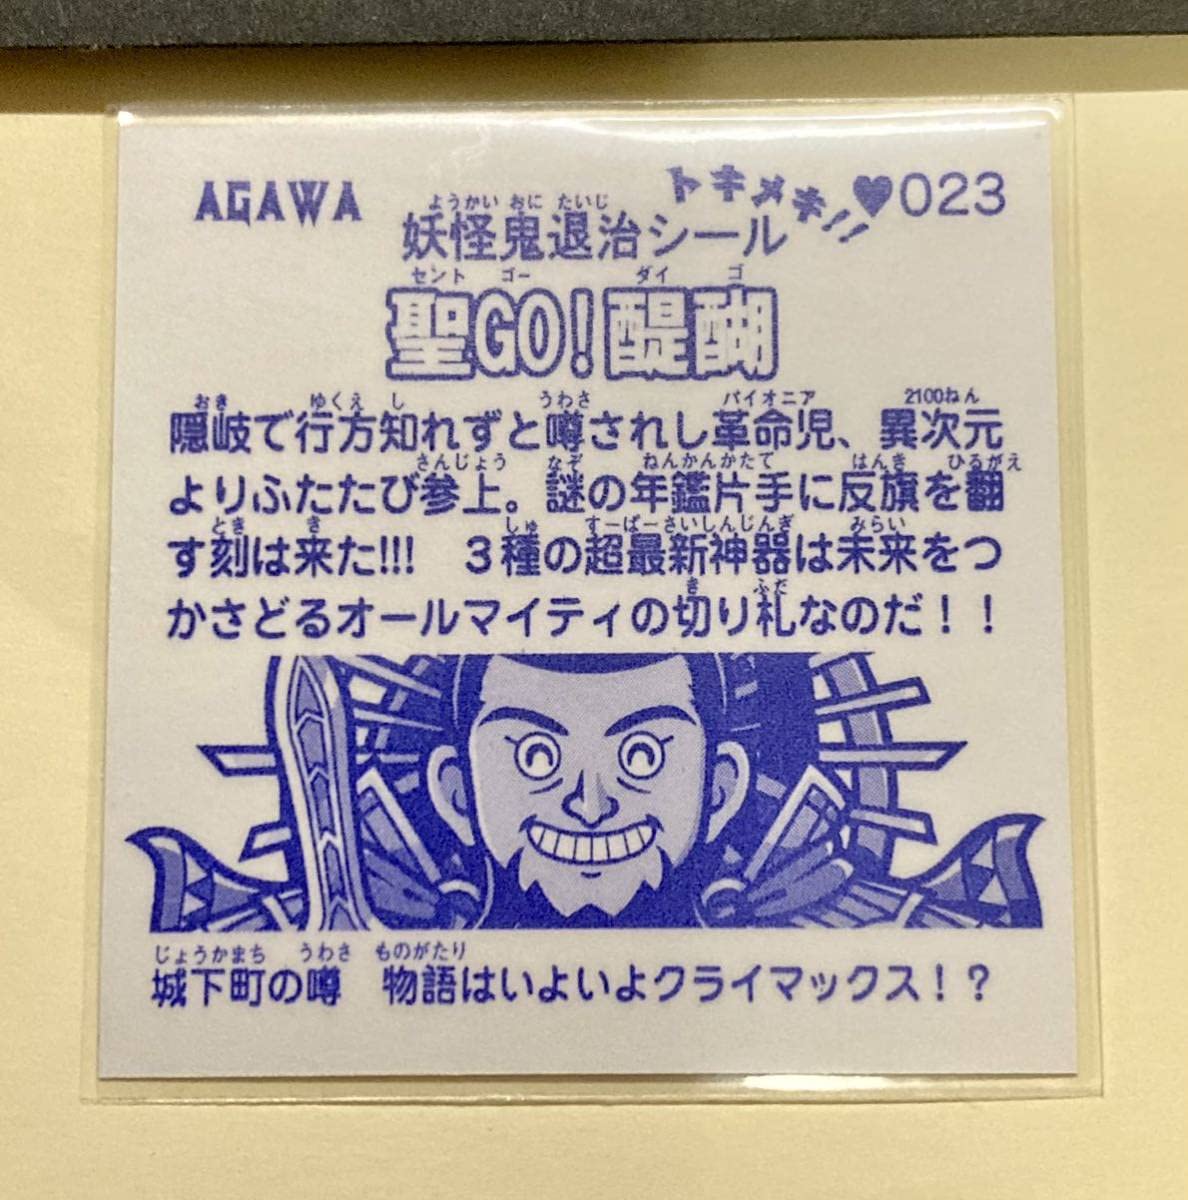 AGAWA
トキメキ!!♥023
ようかい おに たいじ
妖怪鬼退治シール
セント ゴー ダイ ゴ
聖GO!醍醐
おき ゆくえ し うわさ パイオニア 2100ねん
隠岐で行方知れずと噂されし革命児、異次元
さんじょう なぞ ねんかんかたて はんき ひるがえ
よりふたたび参上。謎の年鑑片手に反旗を翻
とき き しゅ すーぱーさいしんじんぎ みらい
す刻は来た!!! 3種の超最新神器は未来をつ
き ふだ
かさどるオールマイティの切り札なのだ！！
じょうかまち うわさ ものがたり
城下町の噂 物語はいよいよクライマックス！？